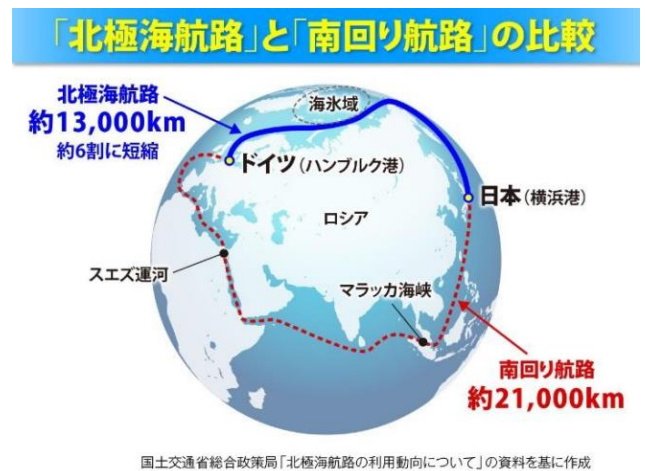 「北極海航路」と「南回り航路」の比較
北極海航路
約13,000km
約6割に短縮
海氷域
ドイツ(ハンブルク港)
日本(横浜港)
ロシア
スエズ運河
マラッカ海峡
南回り航路
約21,000km
国土交通省総合政策局「北極海航路の利用動向について」の資料を基に作成